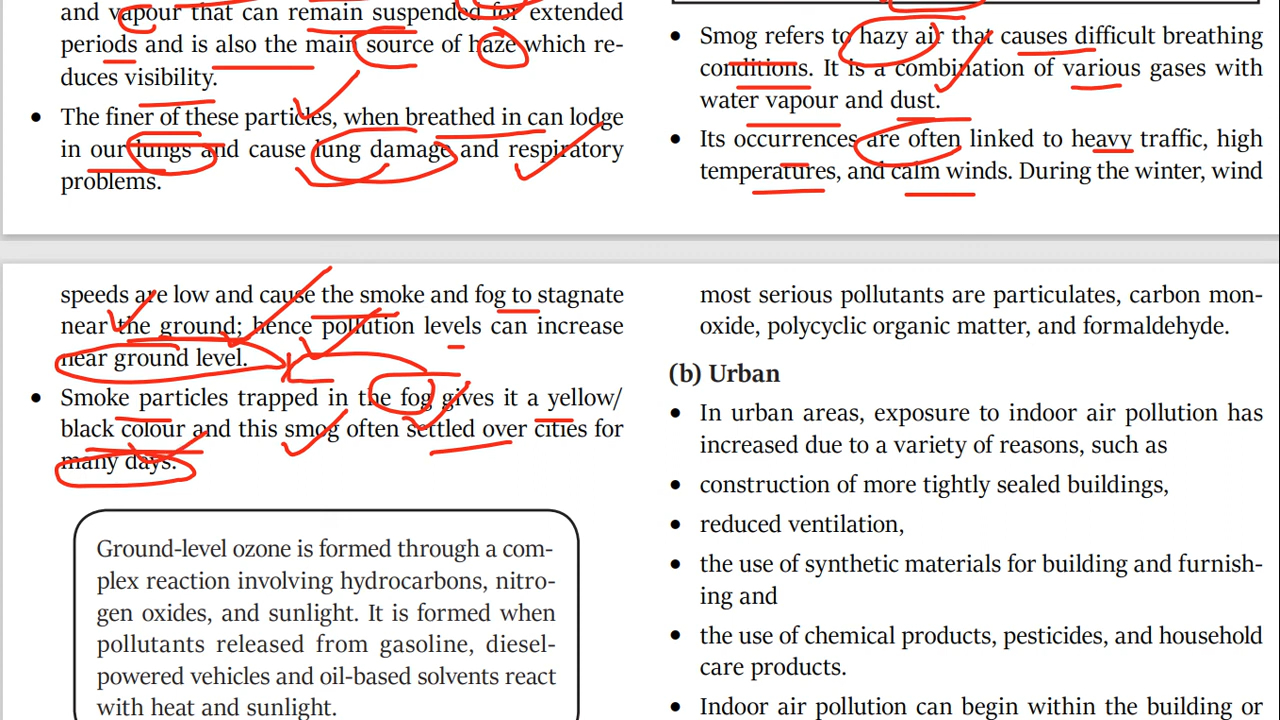 and vapour that can remain suspended for extended
periods and is also the main source of haze which re-
duces visibility.
• The finer of these particles, when breathed in can lodge
in our lungs and cause lung damage and respiratory
problems.
• Smog refers to hazy air that causes difficult breathing
conditions. It is a combination of various gases with
water vapour and dust.
• Its occurrences are often linked to heavy traffic, high
temperatures, and calm winds. During the winter, wind
speeds are low and cause the smoke and fog to stagnate
near the ground; hence pollution levels can increase
near ground level.
• Smoke particles trapped in the fog gives it a yellow/
black colour and this smog often settled over cities for
many days.
Ground-level ozone is formed through a com-
plex reaction involving hydrocarbons, nitro-
gen oxides, and sunlight. It is formed when
pollutants released from gasoline, diesel-
powered vehicles and oil-based solvents react
with heat and sunlight.
most serious pollutants are particulates, carbon mon-
oxide, polycyclic organic matter, and formaldehyde.
(b) Urban
• In urban areas, exposure to indoor air pollution has
increased due to a variety of reasons, such as
• construction of more tightly sealed buildings,
• reduced ventilation,
• the use of synthetic materials for building and furnish-
ing and
• the use of chemical products, pesticides, and household
care products.
• Indoor air pollution can begin within the building or